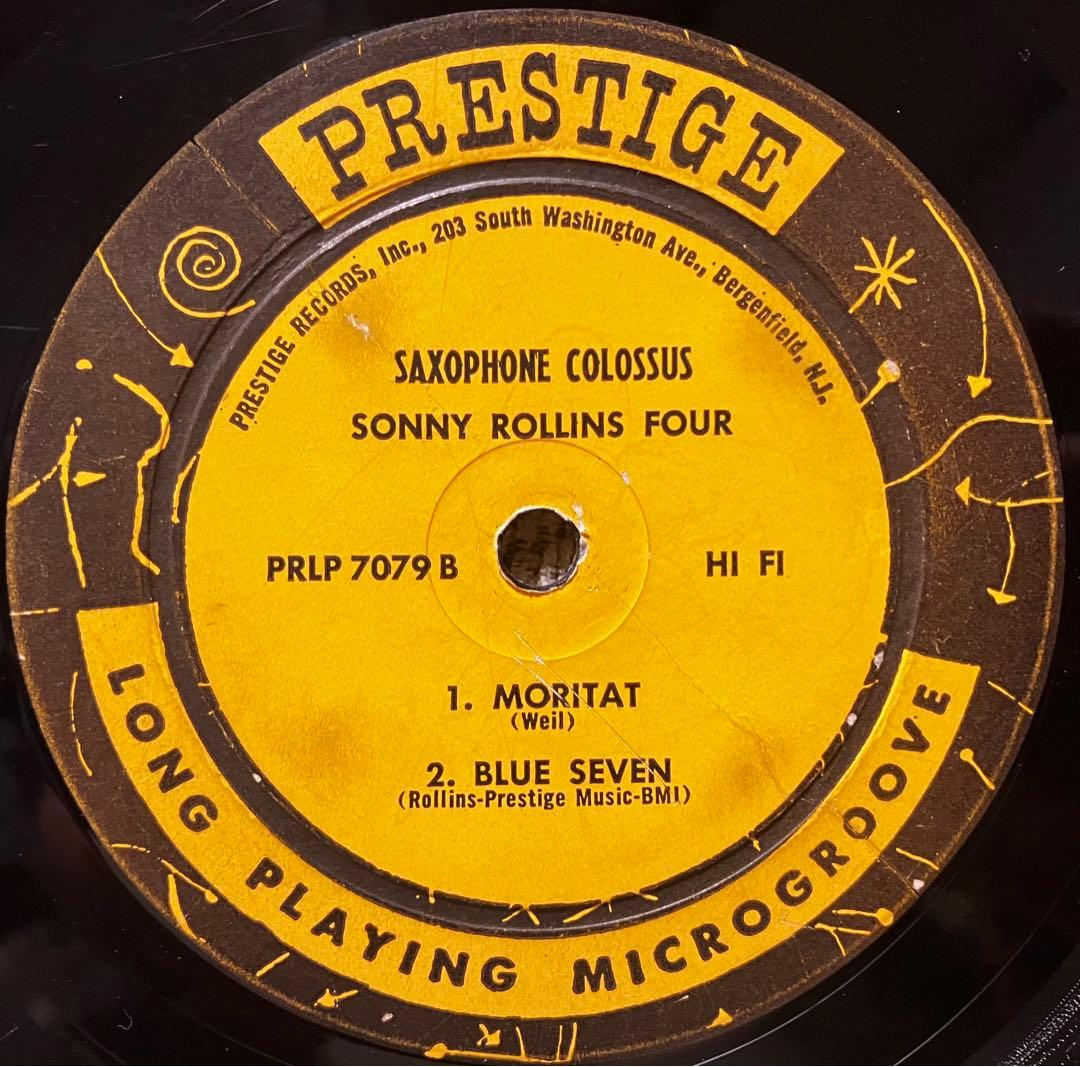 PRESTIGE
PRESTIGE RECORDS, Inc., 203 South Washington Ave., Bergenfield, N.J.
SAXOPHONE COLOSSUS
SONNY ROLLINS FOUR
PRLP 7079 B HI FI
1. MORITAT
(Weil)
2. BLUE SEVEN
(Rollins-Prestige Music-BMI)
LONG PLAYING MICROGROOVE